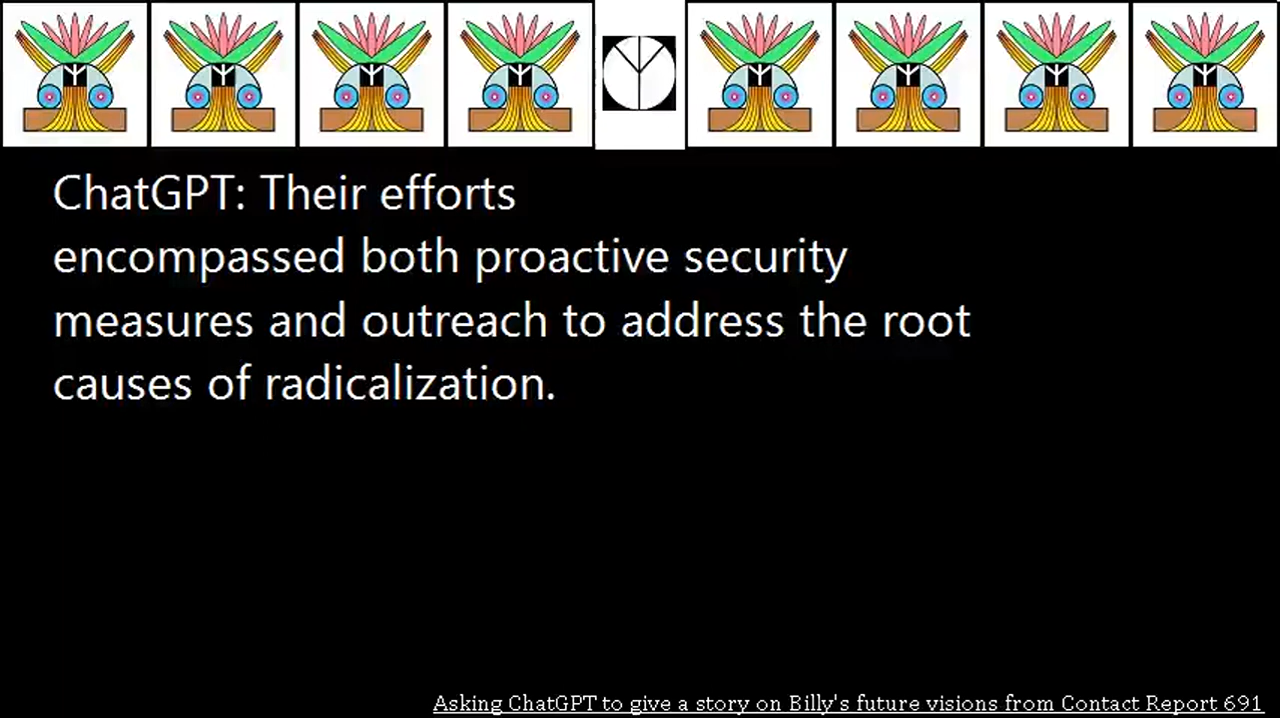 ChatGPT: Their efforts
encompassed both proactive security
measures and outreach to address the root
causes of radicalization.
Asking ChatGPT to give a story on Billy's future visions from Contact Report 691